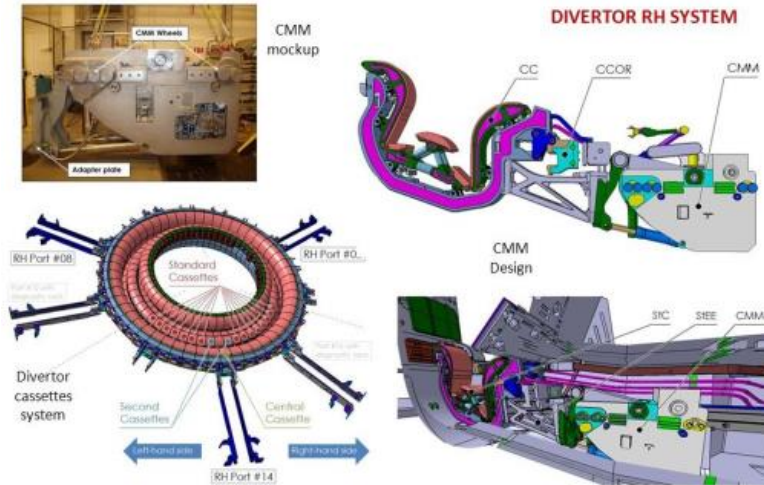 DIVERTOR RH SYSTEM
CMM Wheels
CMM
mockup
Adapter plate
CC
CCOR
CMM
CMM
Design
RH Port #08
RH Port #0...
Standard
Cassettes
Divertor
cassettes
system
Second
Cassettes
Central
Cassette
Left-hand side
Right-hand side
RH Port #14
StC
StEE
CMM